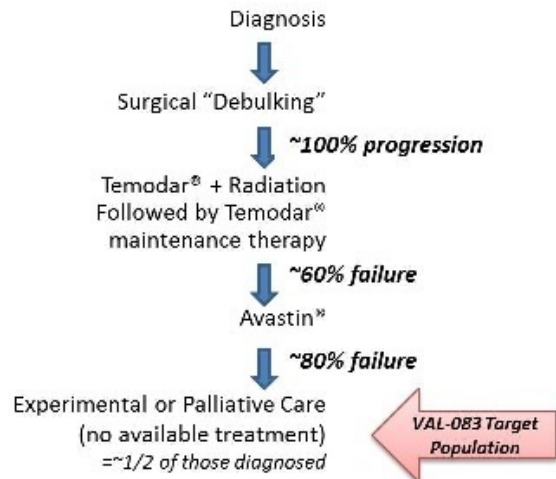 Diagnosis
Surgical “Debulking”
~100% progression
Temodar® + Radiation
Followed by Temodar®
maintenance therapy
~60% failure
Avastin®
~80% failure
Experimental or Palliative Care
(no available treatment)
=~1/2 of those diagnosed
VAL-083 Target
Population